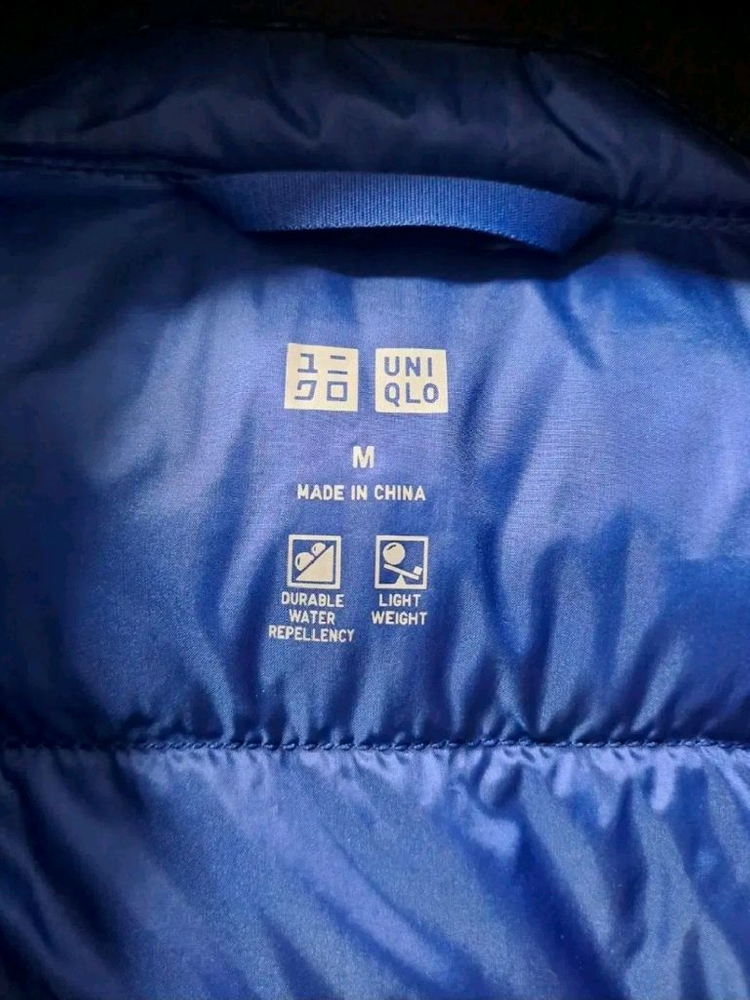 ユニ UNI
クロ QLO
M
MADE IN CHINA
DURABLE
WATER
REPELLENCY
LIGHT
WEIGHT